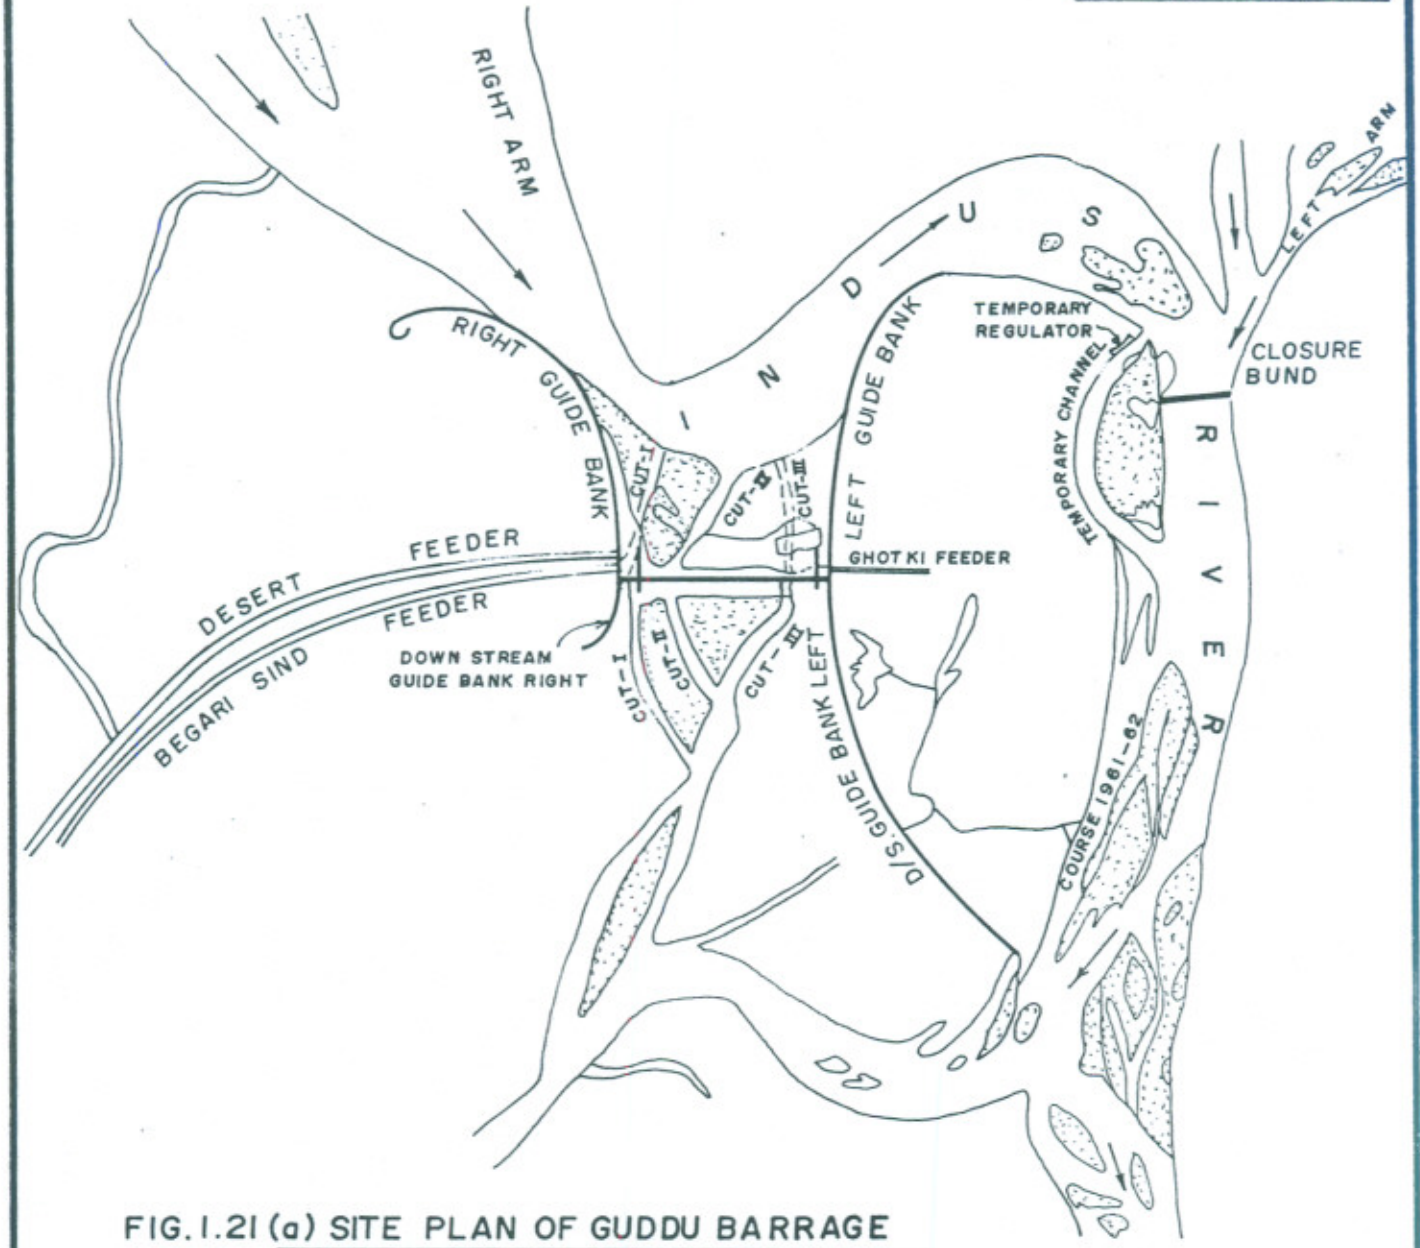 RIGHT ARM
LEFT ARM
INDUS
RIVER
TEMPORARY
REGULATOR
TEMPORARY CHANNEL
CLOSURE
BUND
RIGHT GUIDE BANK
LEFT GUIDE BANK
CUT-I
CUT-II
CUT-III
DESERT FEEDER
BEGARI SIND FEEDER
GHOTKI FEEDER
DOWN STREAM
GUIDE BANK RIGHT
CUT-I
CUT-II
CUT-III
D/S. GUIDE BANK LEFT
COURSE 1961-62
FIG. 1.21 (a) SITE PLAN OF GUDDU BARRAGE